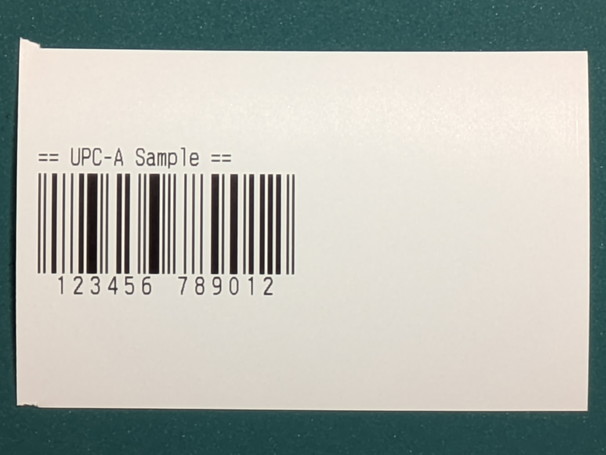 == UPC-A Sample ==
123456 789012